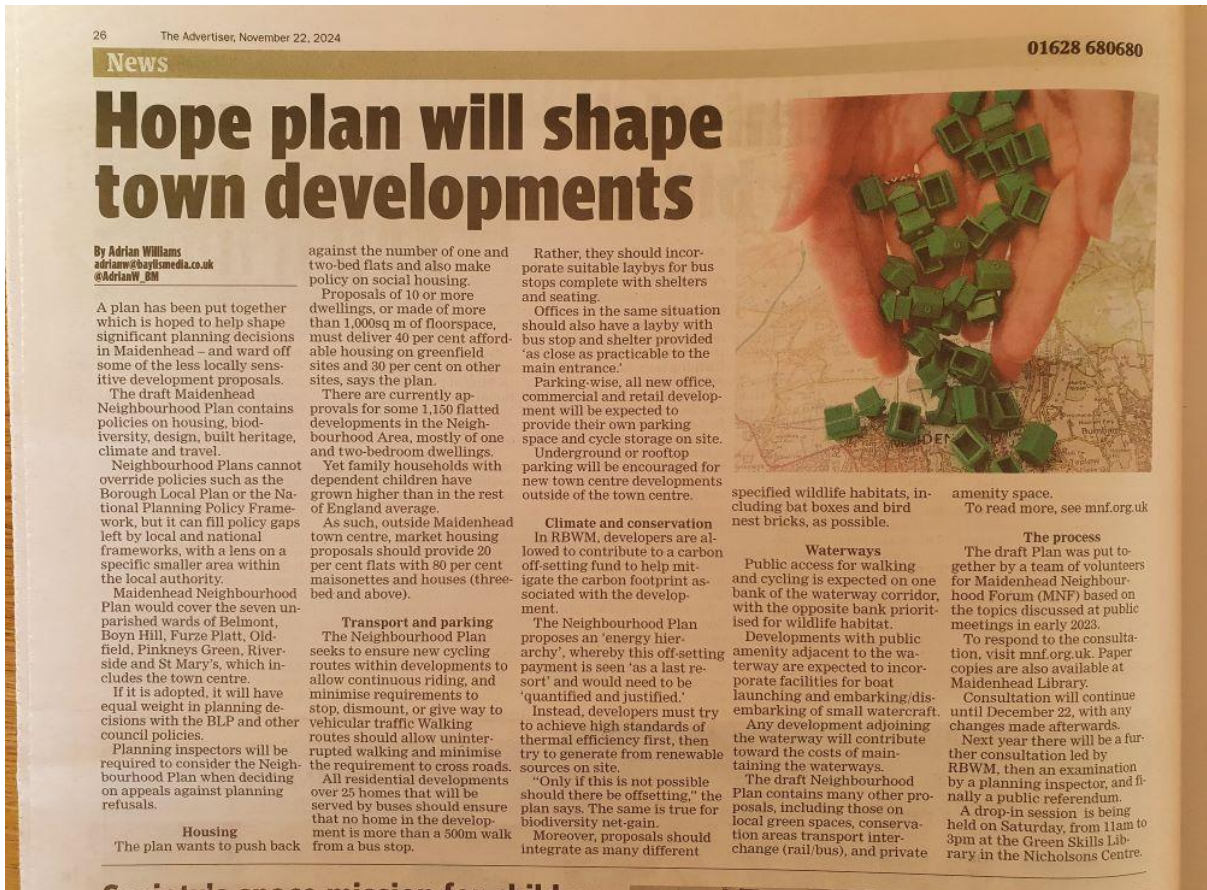 26
The Advertiser, November 22, 2024
01628 680680
News
Hope plan will shape
town developments
By Adrian Williams
adrianw@baylismedia.co.uk
@AdrianW_BM
A plan has been put together
which is hoped to help shape
significant planning decisions
in Maidenhead – and ward off
some of the less locally sens-
itive development proposals.
The draft Maidenhead
Neighbourhood Plan contains
policies on housing, biod-
iversity, design, built heritage,
climate and travel.
Neighbourhood Plans cannot
override policies such as the
Borough Local Plan or the Na-
tional Planning Policy Frame-
work, but it can fill policy gaps
left by local and national
frameworks, with a lens on a
specific smaller area within
the local authority.
Maidenhead Neighbourhood
Plan would cover the seven un-
parished wards of Belmont,
Boyn Hill, Furze Platt, Old-
field, Pinkneys Green, River-
side and St Mary's, which in-
cludes the town centre.
If it is adopted, it will have
equal weight in planning de-
cisions with the BLP and other
council policies.
Planning inspectors will be
required to consider the Neigh-
bourhood Plan when deciding
on appeals against planning
refusals.
Housing
The plan wants to push back
against the number of one and
two-bed flats and also make
policy on social housing.
Proposals of 10 or more
dwellings, or made of more
than 1,000sq m of floorspace,
must deliver 40 per cent afford-
able housing on greenfield
sites and 30 per cent on other
sites, says the plan.
There are currently ap-
provals for some 1,150 flatted
developments in the Neigh-
bourhood Area, mostly of one
and two-bedroom dwellings.
Yet family households with
dependent children have
grown higher than in the rest
of England average.
As such, outside Maidenhead
town centre, market housing
proposals should provide 20
per cent flats with 80 per cent
maisonettes and houses (three-
bed and above).
Transport and parking
The Neighbourhood Plan
seeks to ensure new cycling
routes within developments to
allow continuous riding, and
minimise requirements to
stop, dismount, or give way to
vehicular traffic Walking
routes should allow uninter-
rupted walking and minimise
the requirement to cross roads.
All residential developments
over 25 homes that will be
served by buses should ensure
that no home in the develop-
ment is more than a 500m walk
from a bus stop.
Rather, they should incor-
porate suitable laybys for bus
stops complete with shelters
and seating.
Offices in the same situation
should also have a layby with
bus stop and shelter provided
'as close as practicable to the
main entrance.'
Parking-wise, all new office,
commercial and retail develop-
ment will be expected to
provide their own parking
space and cycle storage on site.
Underground or rooftop
parking will be encouraged for
new town centre developments
outside of the town centre.
Climate and conservation
In RBWM, developers are al-
lowed to contribute to a carbon
off-setting fund to help mit-
igate the carbon footprint as-
sociated with the develop-
ment.
The Neighbourhood Plan
proposes an 'energy hier-
archy', whereby this off-setting
payment is seen 'as a last re-
sort' and would need to be
'quantified and justified.'
Instead, developers must try
to achieve high standards of
thermal efficiency first, then
try to generate from renewable
sources on site.
"Only if this is not possible
should there be offsetting," the
plan says. The same is true for
biodiversity net-gain.
Moreover, proposals should
integrate as many different
specified wildlife habitats, in-
cluding bat boxes and bird
nest bricks, as possible.
Waterways
Public access for walking
and cycling is expected on one
bank of the waterway corridor,
with the opposite bank priorit-
ised for wildlife habitat.
Developments with public
amenity adjacent to the wa-
terway are expected to incor-
porate facilities for boat
launching and embarking/dis-
embarking of small watercraft.
Any development adjoining
the waterway will contribute
toward the costs of main-
taining the waterways.
The draft Neighbourhood
Plan contains many other pro-
posals, including those on
local green spaces, conserva-
tion areas transport inter-
change (rail/bus), and private
amenity space.
To read more, see mnf.org.uk
The process
The draft Plan was put to-
gether by a team of volunteers
for Maidenhead Neighbour-
hood Forum (MNF) based on
the topics discussed at public
meetings in early 2023.
To respond to the consulta-
tion, visit mnf.org.uk. Paper
copies are also available at
Maidenhead Library.
Consultation will continue
until December 22, with any
changes made afterwards.
Next year there will be a fur-
ther consultation led by
RBWM, then an examination
by a planning inspector, and fi-
nally a public referendum.
A drop-in session is being
held on Saturday, from 11am to
3pm at the Green Skills Lib-
rary in the Nicholsons Centre.